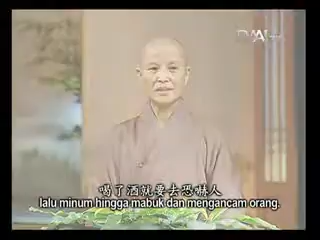 喝了酒就要去恐嚇人
lalu minum hingga mabuk dan mengancam orang.